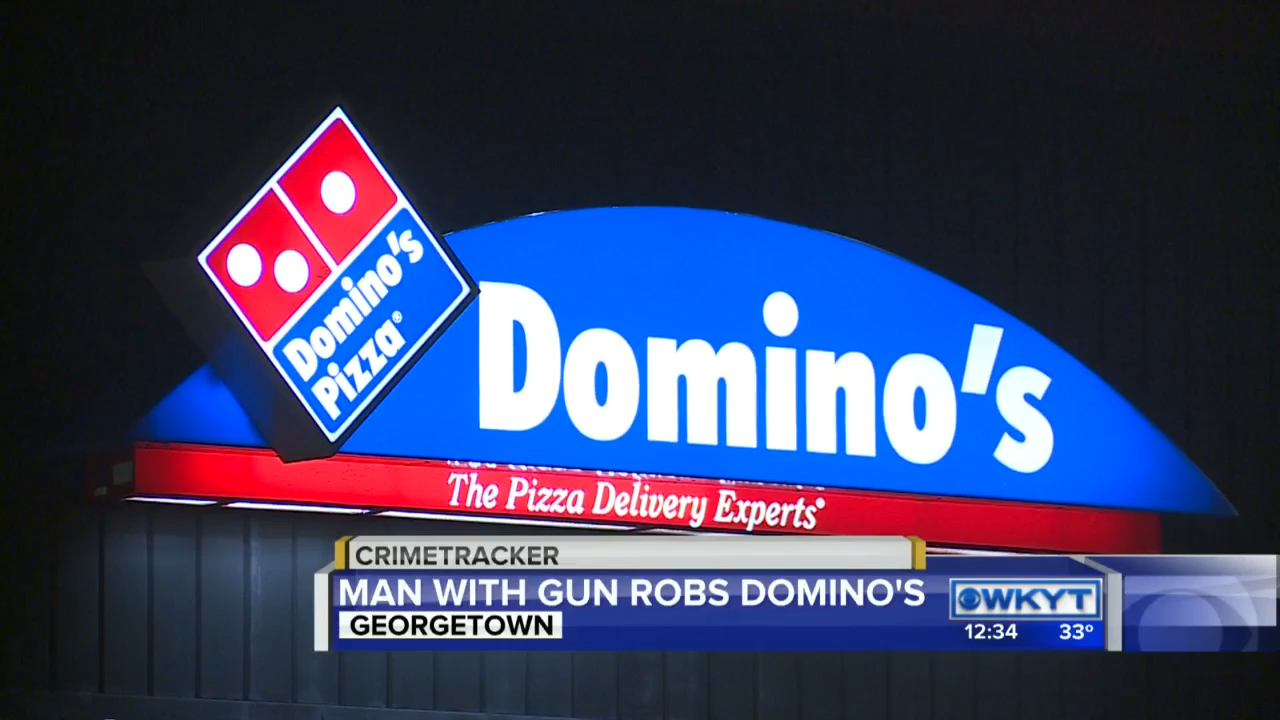 Domino's
Pizza®
Domino's
The Pizza Delivery Experts®
CRIMETRACKER
MAN WITH GUN ROBS DOMINO'S
GEORGETOWN
WKYT
12:34 33°